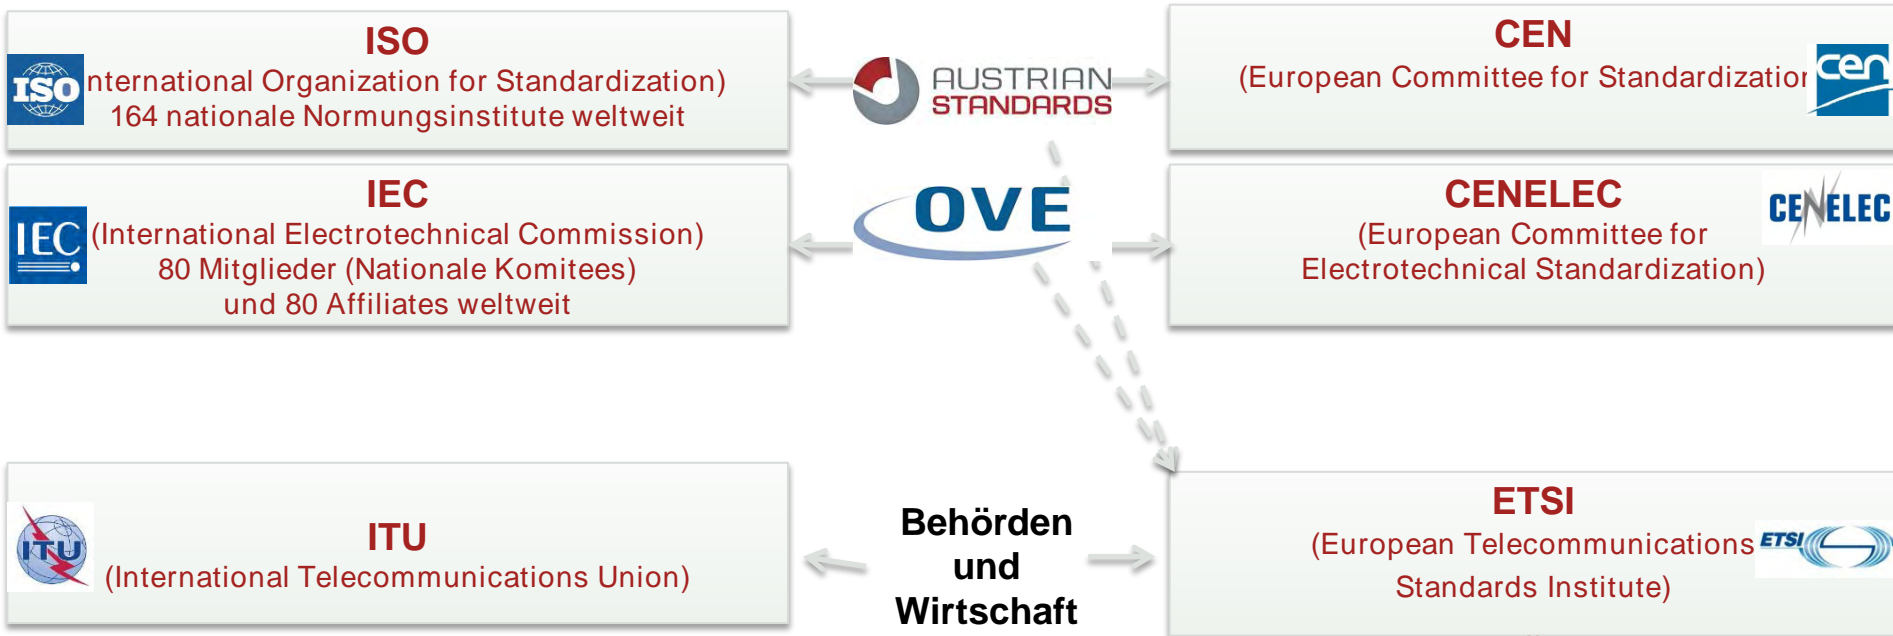 ISO
ISO
nternational Organization for Standardization)
164 nationale Normungsinstitute weltweit
AUSTRIAN
STANDARDS
CEN
(European Committee for Standardization
cen
IEC
IEC
(International Electrotechnical Commission)
80 Mitglieder (Nationale Komitees)
und 80 Affiliates weltweit
OVE
CENELEC
(European Committee for
Electrotechnical Standardization)
CENELEC
ITU
ITU
(International Telecommunications Union)
Behörden
und
Wirtschaft
ETSI
(European Telecommunications
Standards Institute)
ETSI